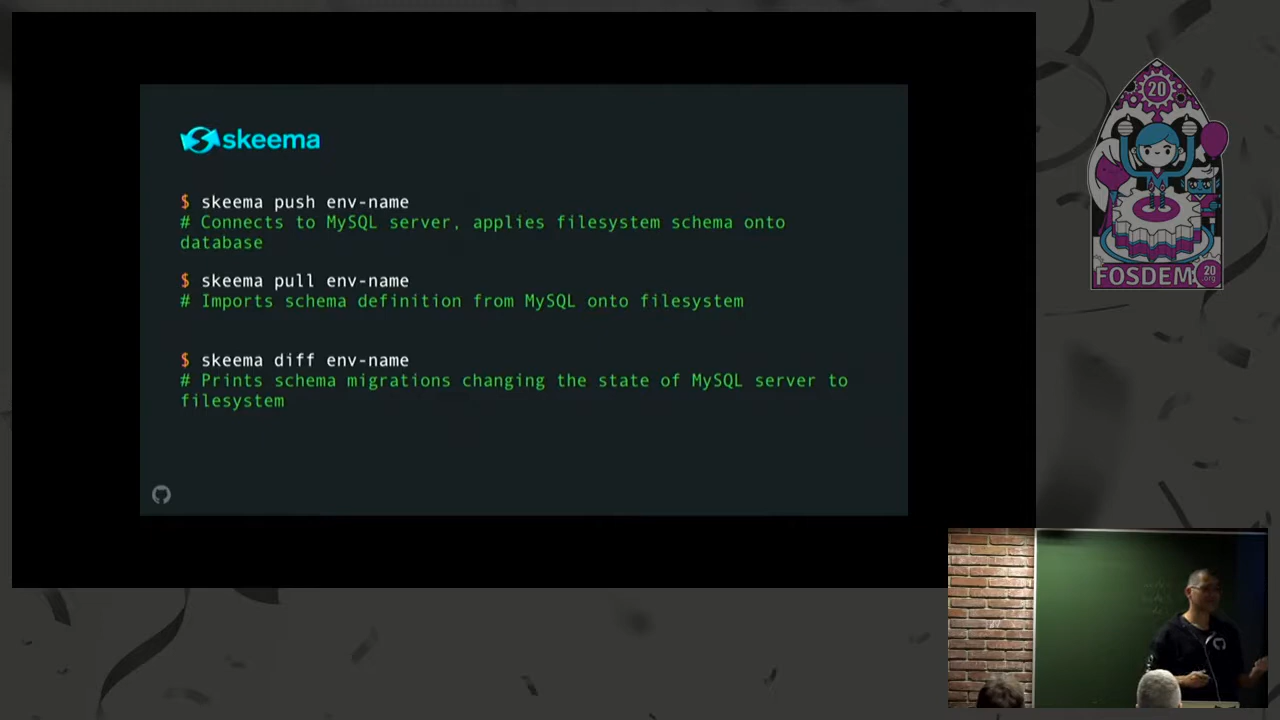 skeema
$ skeema push env-name
# Connects to MySQL server, applies filesystem schema onto
database
$ skeema pull env-name
# Imports schema definition from MySQL onto filesystem
$ skeema diff env-name
# Prints schema migrations changing the state of MySQL server to
filesystem
20
FOSDEM
20
.org